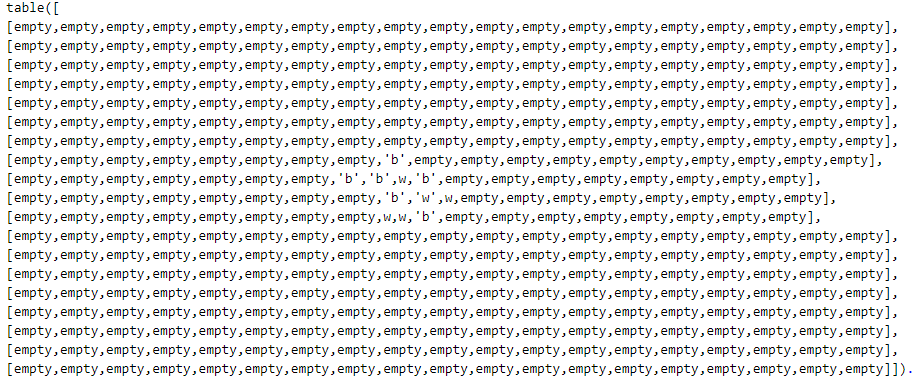 table([
[empty,empty,empty,empty,empty,empty,empty,empty,empty,empty,empty,empty,empty,empty,empty,empty,empty,empty,empty],
[empty,empty,empty,empty,empty,empty,empty,empty,empty,empty,empty,empty,empty,empty,empty,empty,empty,empty,empty],
[empty,empty,empty,empty,empty,empty,empty,empty,empty,empty,empty,empty,empty,empty,empty,empty,empty,empty,empty],
[empty,empty,empty,empty,empty,empty,empty,empty,empty,empty,empty,empty,empty,empty,empty,empty,empty,empty,empty],
[empty,empty,empty,empty,empty,empty,empty,empty,empty,empty,empty,empty,empty,empty,empty,empty,empty,empty,empty],
[empty,empty,empty,empty,empty,empty,empty,empty,empty,empty,empty,empty,empty,empty,empty,empty,empty,empty,empty],
[empty,empty,empty,empty,empty,empty,empty,empty,empty,empty,empty,empty,empty,empty,empty,empty,empty,empty,empty],
[empty,empty,empty,empty,empty,empty,empty,empty,'b',empty,empty,empty,empty,empty,empty,empty,empty,empty,empty],
[empty,empty,empty,empty,empty,empty,empty,'b','b',w,'b',empty,empty,empty,empty,empty,empty,empty,empty],
[empty,empty,empty,empty,empty,empty,empty,empty,'b','w',w,empty,empty,empty,empty,empty,empty,empty,empty],
[empty,empty,empty,empty,empty,empty,empty,empty,w,w,'b',empty,empty,empty,empty,empty,empty,empty,empty],
[empty,empty,empty,empty,empty,empty,empty,empty,empty,empty,empty,empty,empty,empty,empty,empty,empty,empty,empty],
[empty,empty,empty,empty,empty,empty,empty,empty,empty,empty,empty,empty,empty,empty,empty,empty,empty,empty,empty],
[empty,empty,empty,empty,empty,empty,empty,empty,empty,empty,empty,empty,empty,empty,empty,empty,empty,empty,empty],
[empty,empty,empty,empty,empty,empty,empty,empty,empty,empty,empty,empty,empty,empty,empty,empty,empty,empty,empty],
[empty,empty,empty,empty,empty,empty,empty,empty,empty,empty,empty,empty,empty,empty,empty,empty,empty,empty,empty],
[empty,empty,empty,empty,empty,empty,empty,empty,empty,empty,empty,empty,empty,empty,empty,empty,empty,empty,empty],
[empty,empty,empty,empty,empty,empty,empty,empty,empty,empty,empty,empty,empty,empty,empty,empty,empty,empty,empty],
[empty,empty,empty,empty,empty,empty,empty,empty,empty,empty,empty,empty,empty,empty,empty,empty,empty,empty,empty]]).